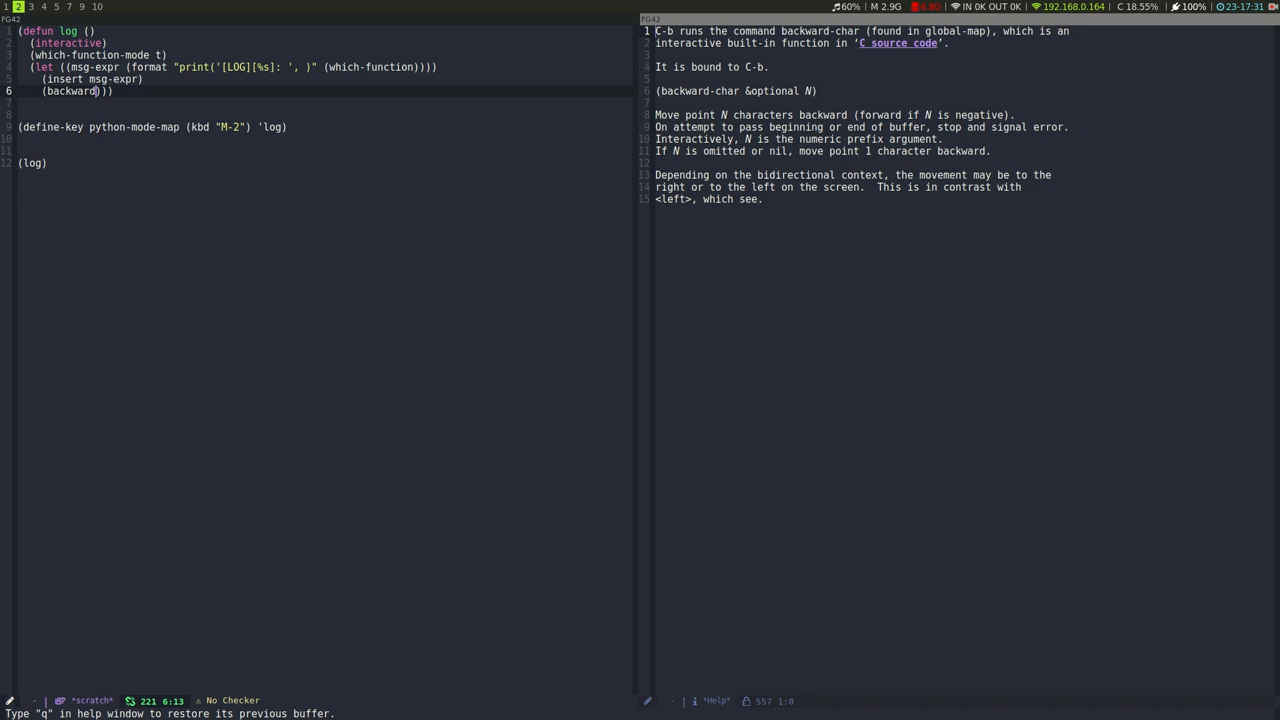 1 2 3 4 5 7 9 10
60% | M 2.9G | 6.8G | IN 0K OUT 0K | 192.168.0.164 | C 18.55% | 100% | 23-17:31
FG42
1 (defun log ()
2 (interactive)
3 (which-function-mode t)
4 (let ((msg-expr (format "print('[LOG][%s]: ', )" (which-function))))
5 (insert msg-expr)
6 (backward)))
7
8
9 (define-key python-mode-map (kbd "M-2") 'log)
10
11
12 (log)
- | *scratch* 221 6:13 ⚠ No Checker
FG42
1 C-b runs the command backward-char (found in global-map), which is an
2 interactive built-in function in ‘C source code’.
3
4 It is bound to C-b.
5
6 (backward-char &optional N)
7
8 Move point N characters backward (forward if N is negative).
9 On attempt to pass beginning or end of buffer, stop and signal error.
10 Interactively, N is the numeric prefix argument.
11 If N is omitted or nil, move point 1 character backward.
12
13 Depending on the bidirectional context, the movement may be to the
14 right or to the left on the screen.  This is in contrast with
15 <left>, which see.
- | *Help* 557 1:0
Type "q" in help window to restore its previous buffer.